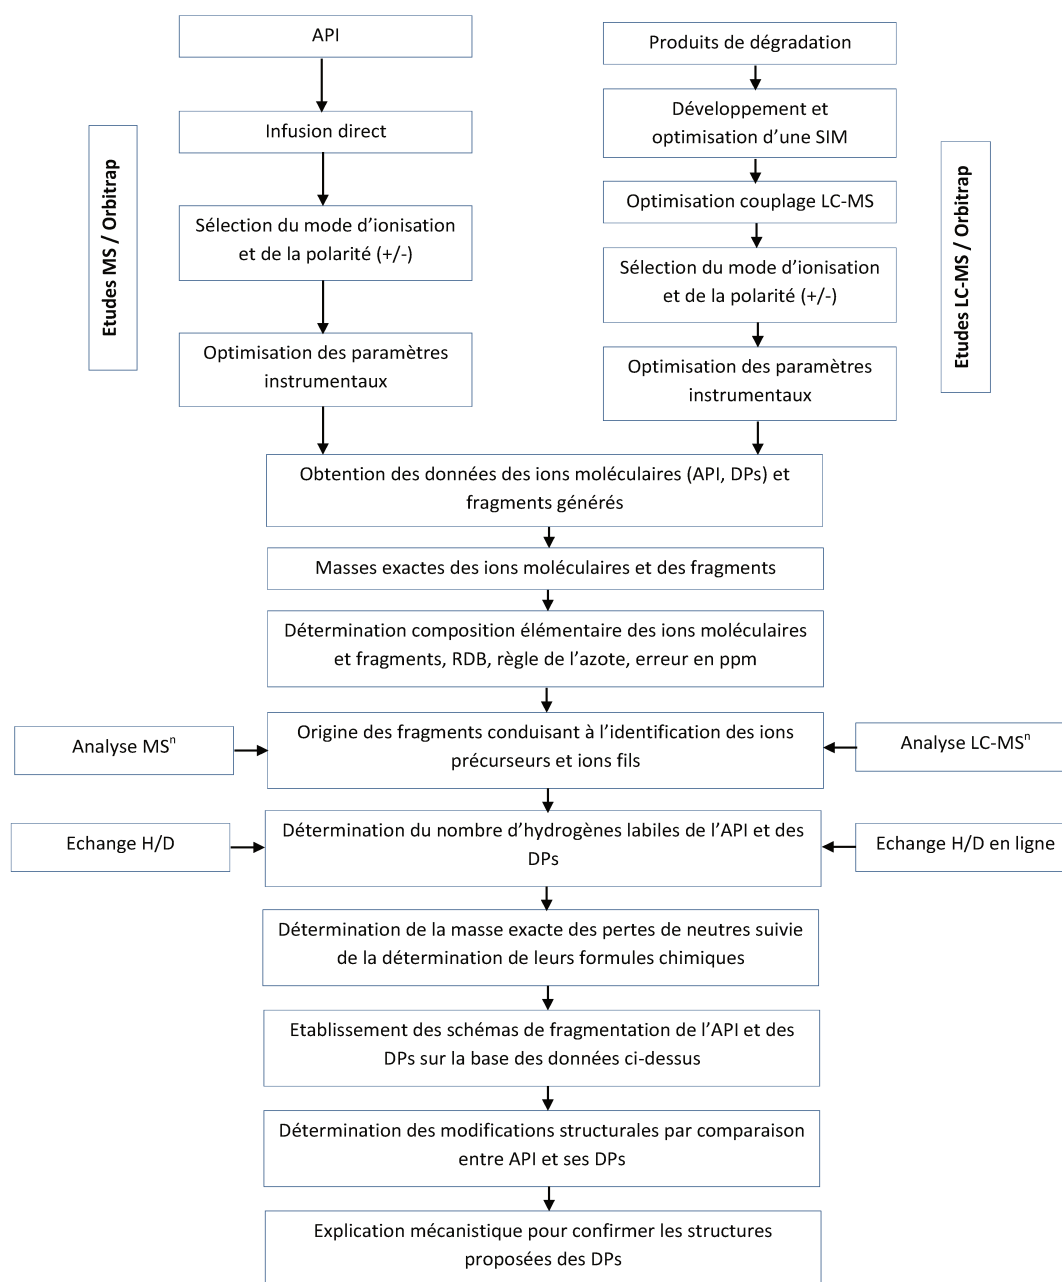 API
Infusion direct
Sélection du mode d’ionisation
et de la polarité (+/-)
Optimisation des paramètres
instrumentaux
Etudes MS / Orbitrap
Produits de dégradation
Développement et
optimisation d’une SIM
Optimisation couplage LC-MS
Sélection du mode d’ionisation
et de la polarité (+/-)
Optimisation des paramètres
instrumentaux
Etudes LC-MS / Orbitrap
Obtention des données des ions moléculaires (API, DPs) et
fragments générés
Masses exactes des ions moléculaires et des fragments
Détermination composition élémentaire des ions moléculaires
et fragments, RDB, règle de l’azote, erreur en ppm
Analyse MSⁿ
Origine des fragments conduisant à l’identification des ions
précurseurs et ions fils
Analyse LC-MSⁿ
Echange H/D
Détermination du nombre d’hydrogènes labiles de l’API et des
DPs
Echange H/D en ligne
Détermination de la masse exacte des pertes de neutres suivie
de la détermination de leurs formules chimiques
Etablissement des schémas de fragmentation de l’API et des
DPs sur la base des données ci-dessus
Détermination des modifications structurales par comparaison
entre API et ses DPs
Explication mécanistique pour confirmer les structures
proposées des DPs